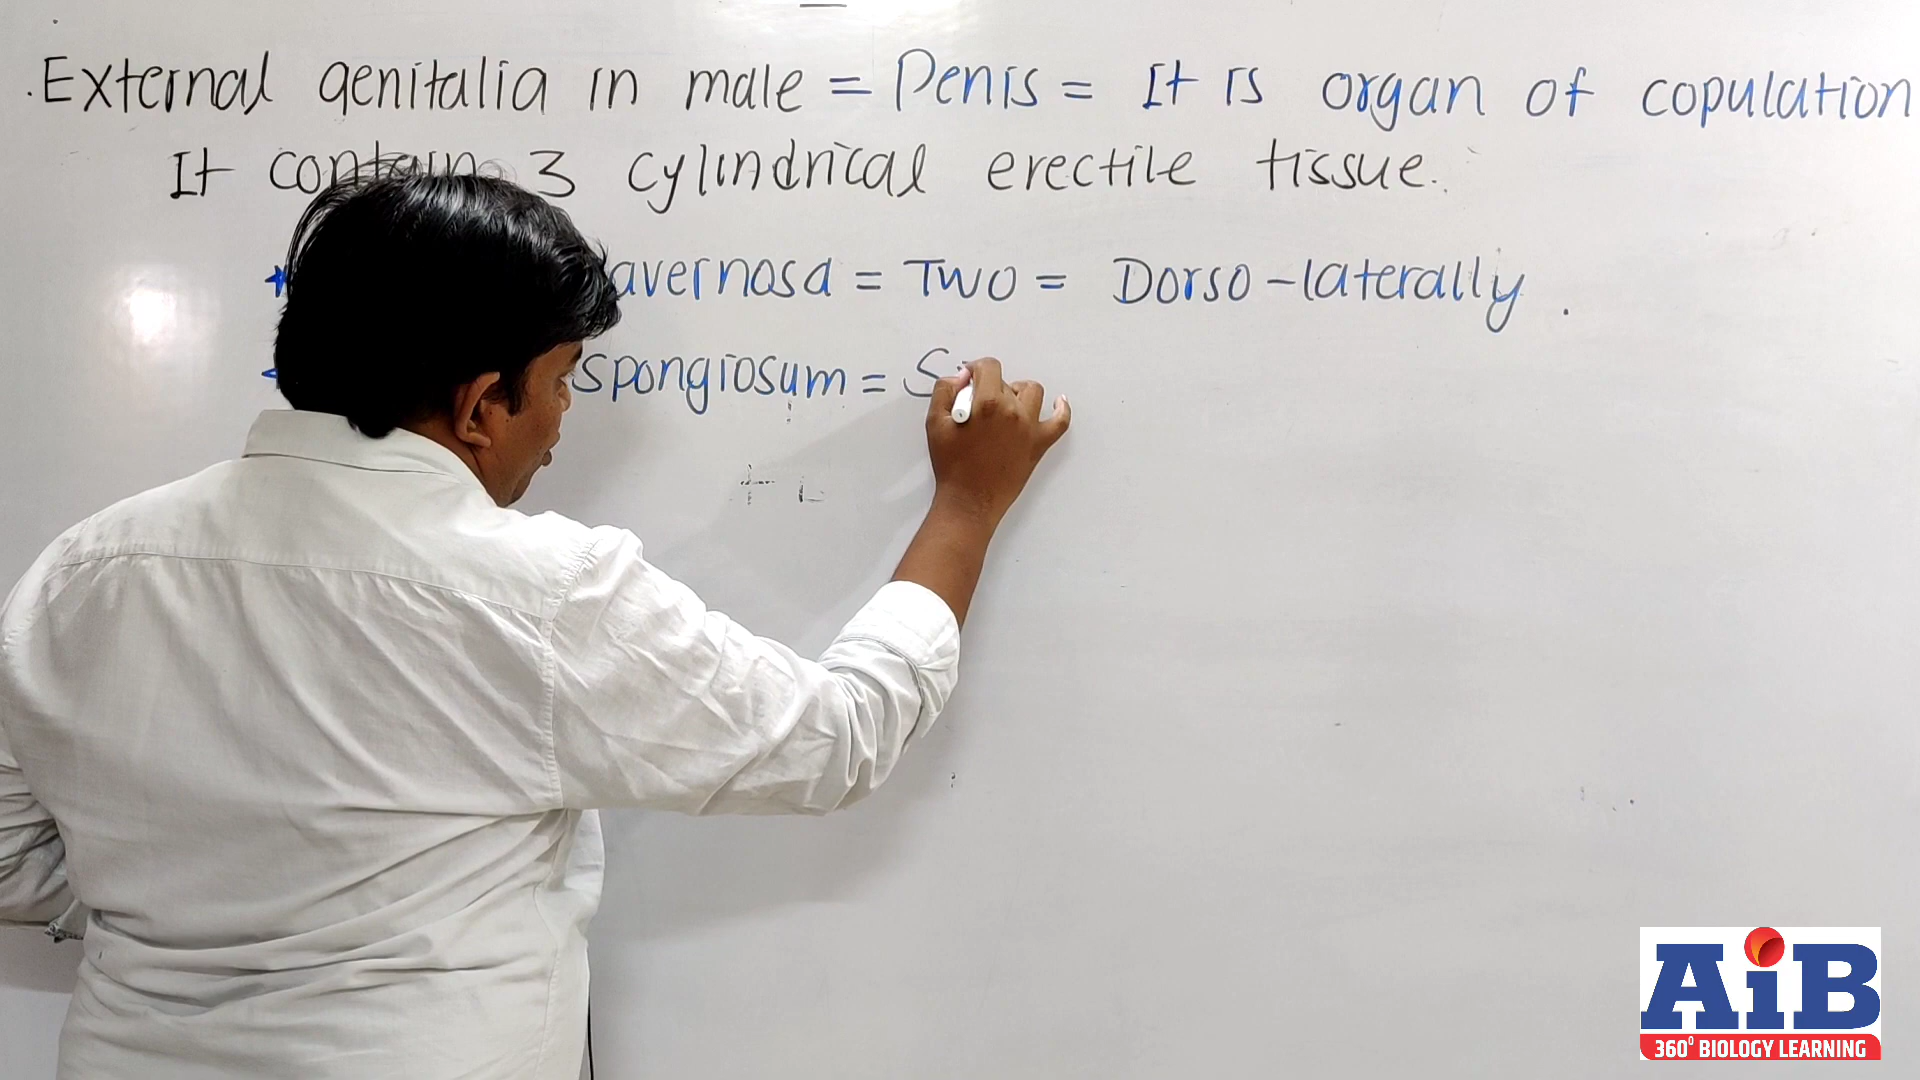 External genitalia in male = Penis = It is organ of copulation
It contain 3 cylindrical erectile tissue.
avernosa = Two = Dorso-laterally.
spongiosum = S
AiB
360° BIOLOGY LEARNING